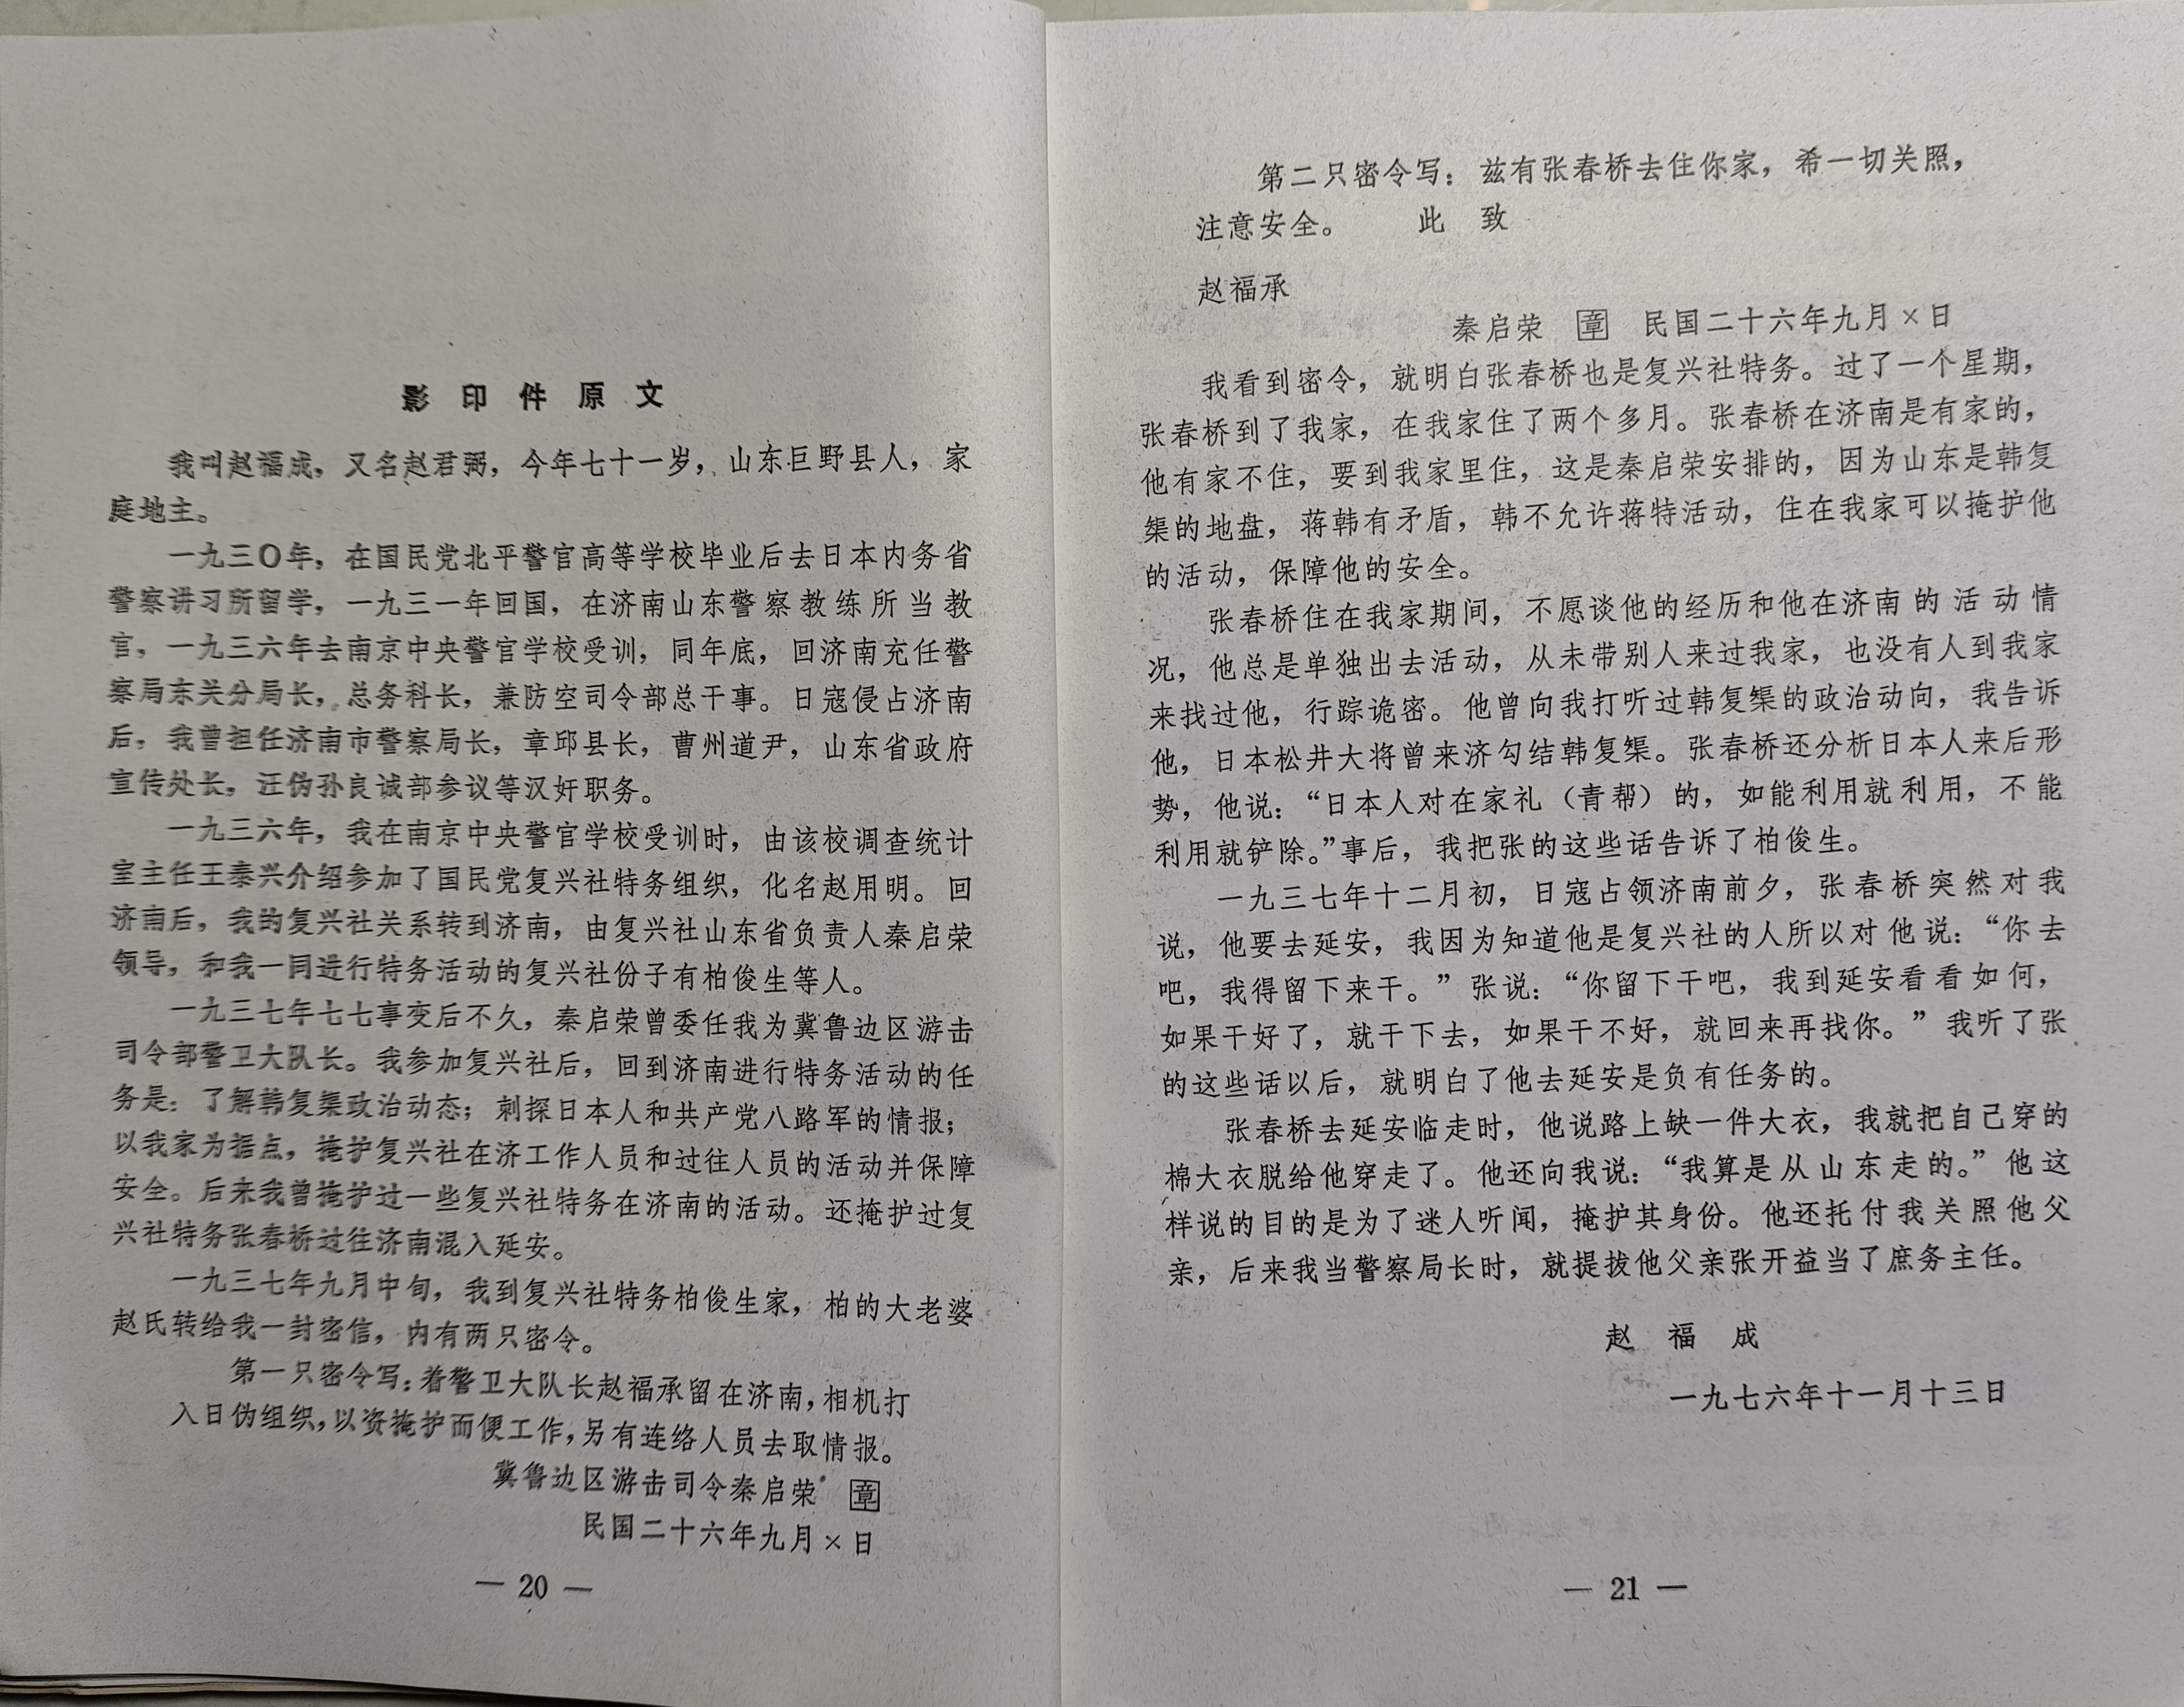 影印件原文
我叫赵福成，又名赵君弼，今年七十一岁，山东巨野县人，家
庭地主。
一九三〇年，在国民党北平警官高等学校毕业后去日本内务省
警察讲习所留学，一九三一年回国，在济南山东警察教练所当教
官，一九三六年去南京中央警官学校受训，同年底，回济南充任警
察局东关分局长，总务科长，兼防空司令部总干事。日寇侵占济南
后，我曾担任济南市警察局长，章邱县长，曹州道尹，山东省政府
宣传处长，汪伪孙良诚部参议等汉奸职务。
一九三六年，我在南京中央警官学校受训时，由该校调查统计
室主任王泰兴介绍参加了国民党复兴社特务组织，化名赵用明。回
济南后，我的复兴社关系转到济南，由复兴社山东省负责人秦启荣
领导，和我一同进行特务活动的复兴社份子有柏俊生等人。
一九三七年七七事变后不久，秦启荣曾委任我为冀鲁边区游击
司令部警卫大队长。我参加复兴社后，回到济南进行特务活动的任
务是：了解韩复榘政治动态；刺探日本人和共产党八路军的情报；
以我家为据点，掩护复兴社在济工作人员和过往人员的活动并保障
安全。后来我曾掩护过一些复兴社特务在济南的活动。还掩护过复
兴社特务张春桥过往济南混入延安。
一九三七年九月中旬，我到复兴社特务柏俊生家，柏的大老婆
赵氏转给我一封密信，内有两只密令。
第一只密令写：着警卫大队长赵福承留在济南，相机打
入日伪组织，以资掩护而便工作，另有连络人员去取情报。
冀鲁边区游击司令秦启荣 章
民国二十六年九月×日
— 20 —
第二只密令写：兹有张春桥去住你家，希一切关照，
注意安全。 此 致
赵福承
秦启荣 章 民国二十六年九月×日
我看到密令，就明白张春桥也是复兴社特务。过了一个星期，
张春桥到了我家，在我家住了两个多月。张春桥在济南是有家的，
他有家不住，要到我家里住，这是秦启荣安排的，因为山东是韩复
榘的地盘，蒋韩有矛盾，韩不允许蒋特活动，住在我家可以掩护他
的活动，保障他的安全。
张春桥住在我家期间，不愿谈他的经历和他在济南的活动情
况，他总是单独出去活动，从未带别人来过我家，也没有人到我家
来找过他，行踪诡密。他曾向我打听过韩复榘的政治动向，我告诉
他，日本松井大将曾来济勾结韩复榘。张春桥还分析日本人来后形
势，他说：“日本人对在家礼（青帮）的，如能利用就利用，不能
利用就铲除。”事后，我把张的这些话告诉了柏俊生。
一九三七年十二月初，日寇占领济南前夕，张春桥突然对我
说，他要去延安，我因为知道他是复兴社的人所以对他说：“你去
吧，我得留下来干。”张说：“你留下干吧，我到延安看看如何，
如果干好了，就干下去，如果干不好，就回来再找你。”我听了张
的这些话以后，就明白了他去延安是负有任务的。
张春桥去延安临走时，他说路上缺一件大衣，我就把自己穿的
棉大衣脱给他穿走了。他还向我说：“我算是从山东走的。”他这
样说的目的是为了迷人听闻，掩护其身份。他还托付我关照他父
亲，后来我当警察局长时，就提拔他父亲张开益当了庶务主任。
赵福成
一九七六年十一月十三日
— 21 —